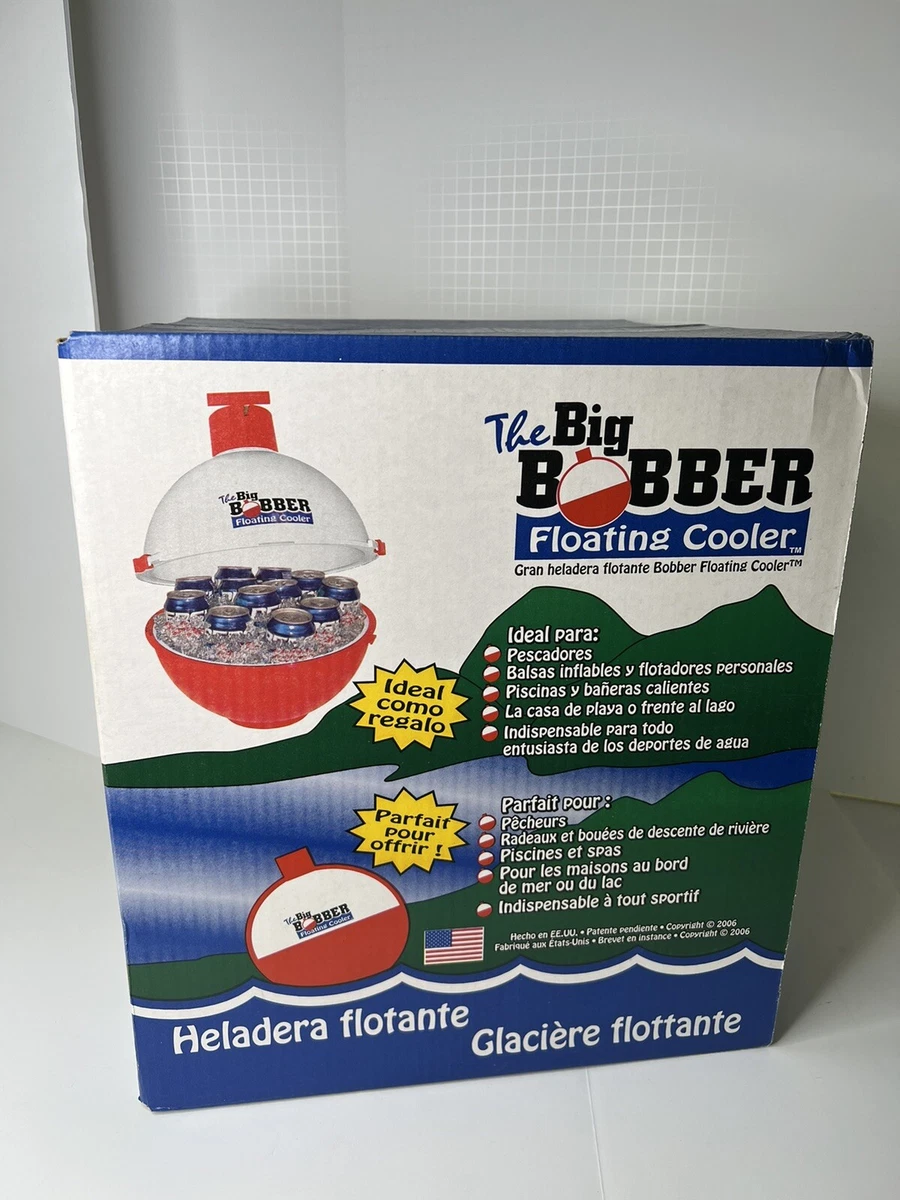 The Big
BOBBER
Floating Cooler™
Gran heladera flotante Bobber Floating Cooler™
The Big
BOBBER
Floating Cooler
Ideal para:
Pescadores
Balsas inflables y flotadores personales
Piscinas y bañeras calientes
La casa de playa o frente al lago
Indispensable para todo
entusiasta de los deportes de agua
Ideal
como
regalo
Parfait
pour
offrir !
Parfait pour :
Pêcheurs
Radeaux et bouées de descente de rivière
Piscines et spas
Pour les maisons au bord
de mer ou du lac
Indispensable à tout sportif
The Big
BOBBER
Floating Cooler
Hecho en EE.UU. • Patente pendiente • Copyright © 2006
Fabriqué aux États-Unis • Brevet en instance • Copyright © 2006
Heladera flotante
Glacière flottante